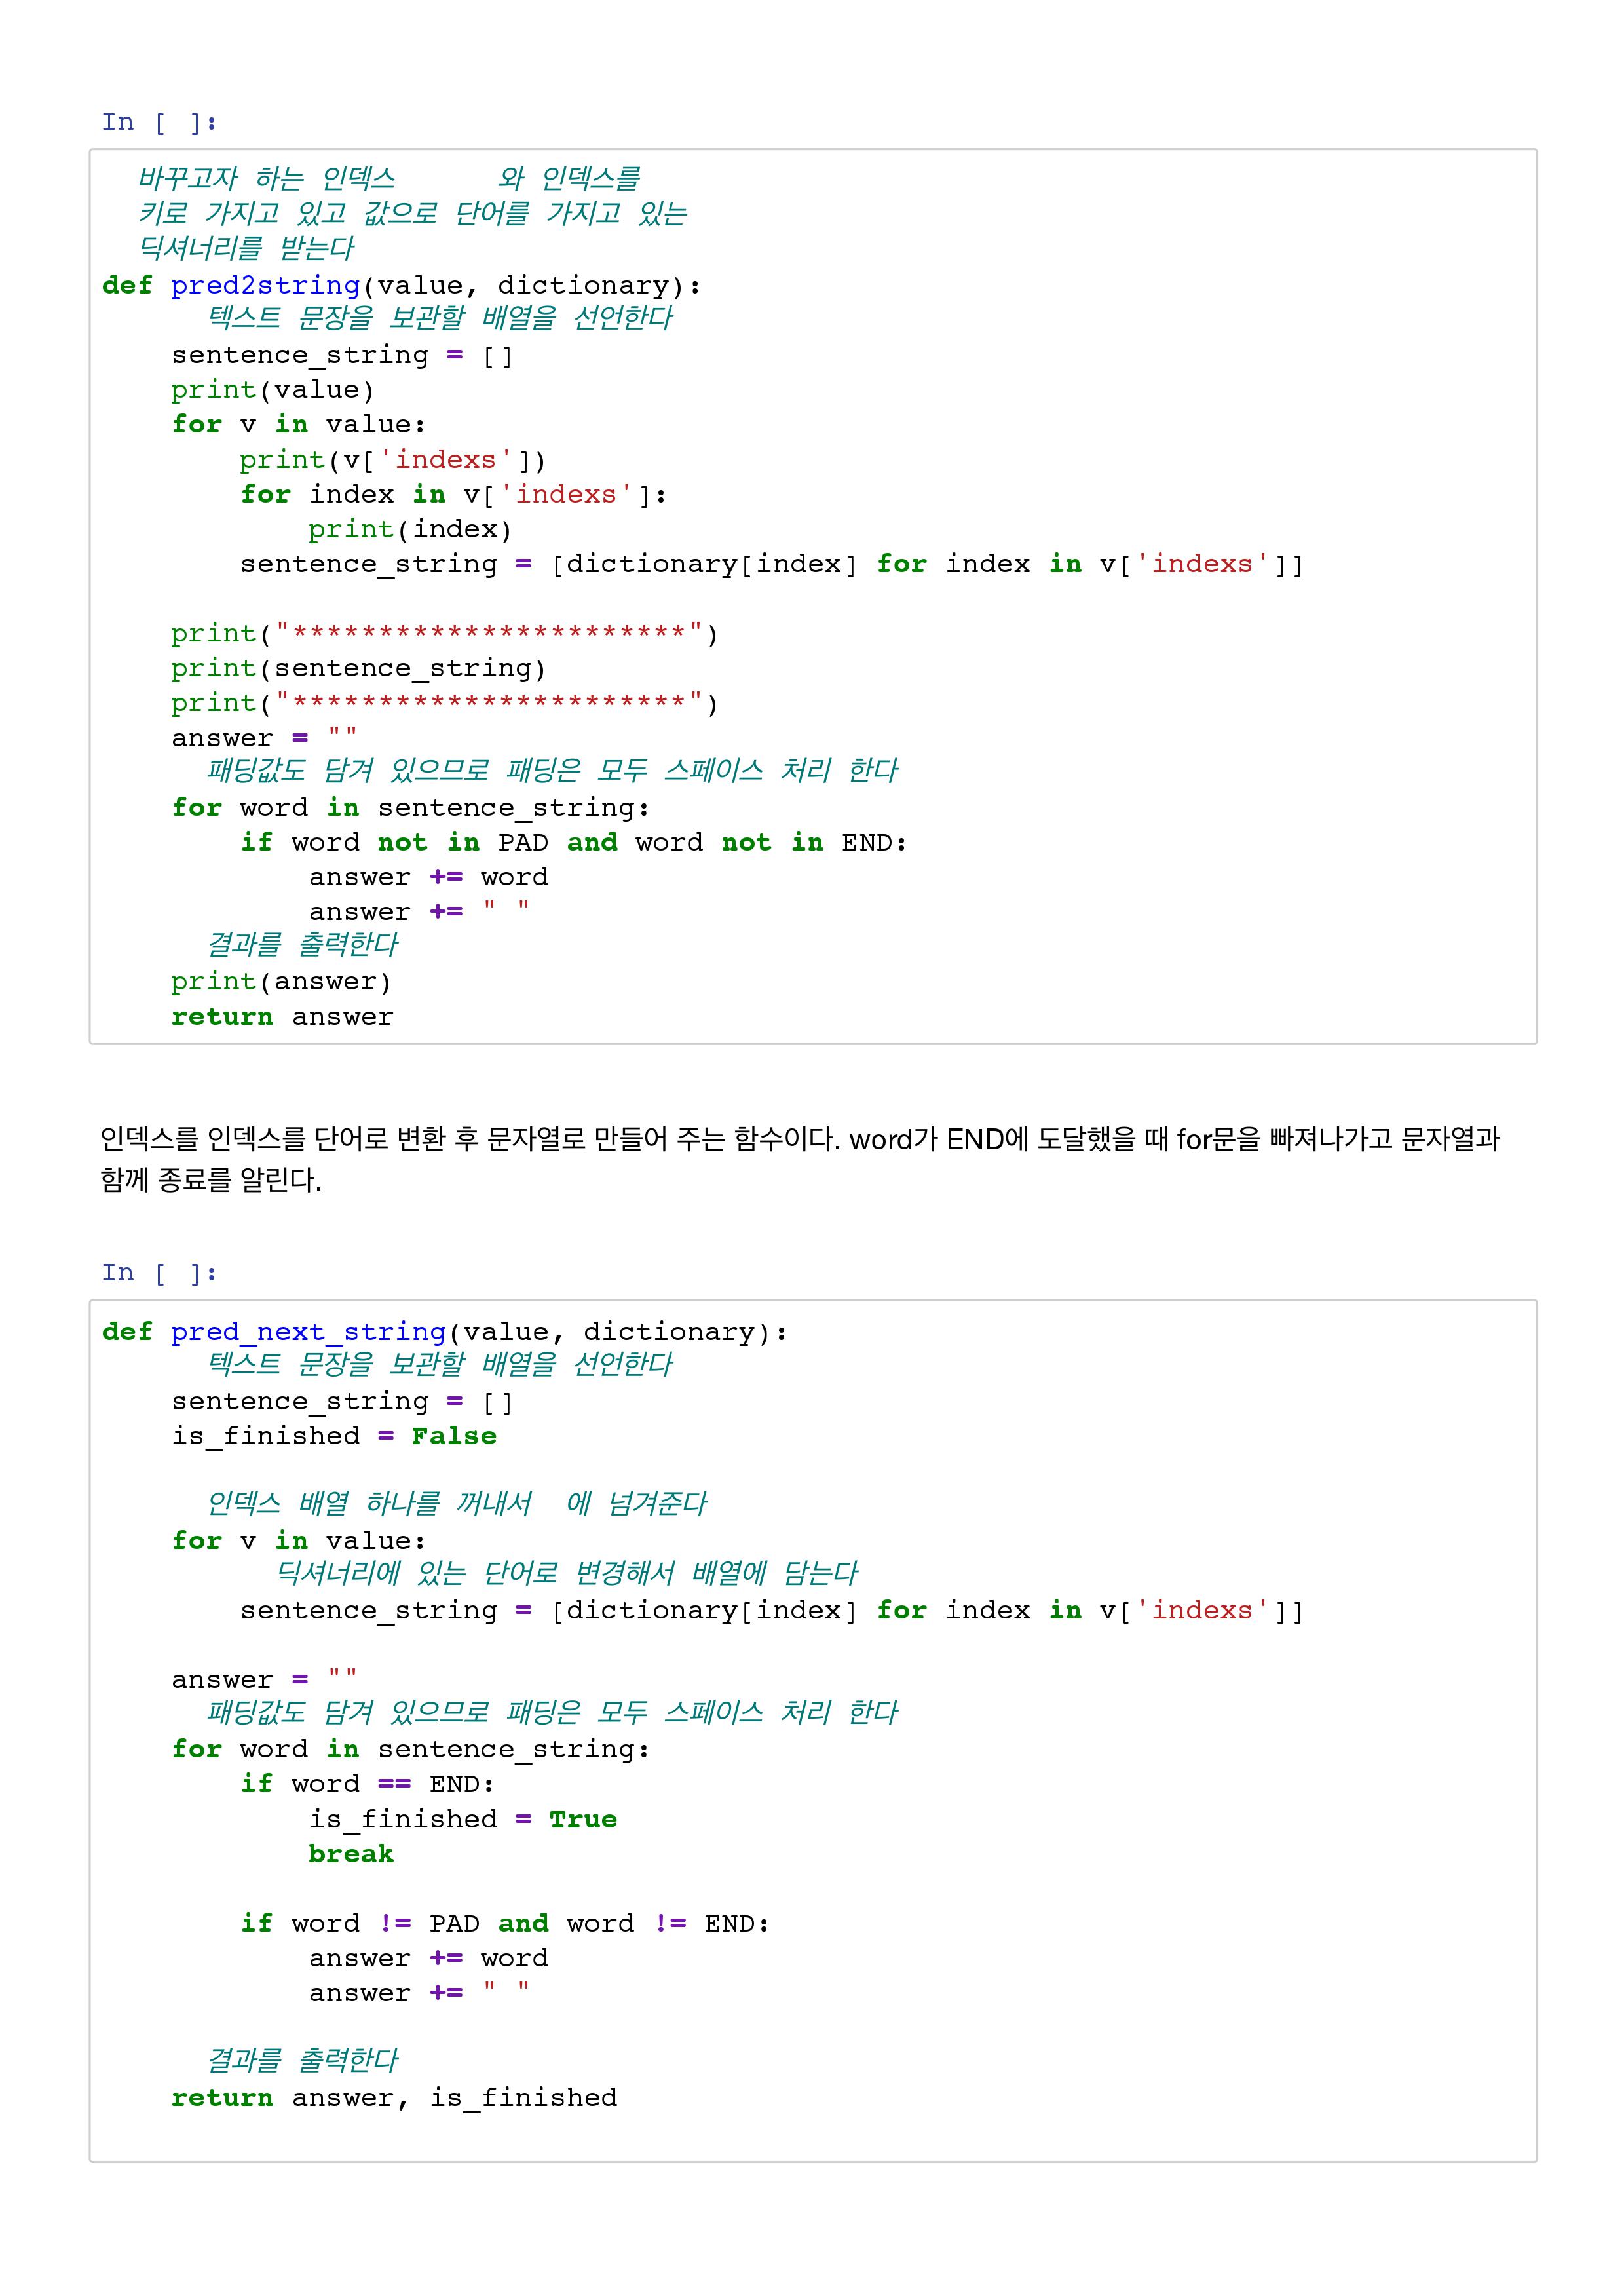 In [ ]:
바꾸고자 하는 인덱스 와 인덱스를
키로 가지고 있고 값으로 단어를 가지고 있는
딕셔너리를 받는다
def pred2string(value, dictionary):
텍스트 문장을 보관할 배열을 선언한다
sentence_string = []
print(value)
for v in value:
print(v['indexs'])
for index in v['indexs']:
print(index)
sentence_string = [dictionary[index] for index in v['indexs']]
print("***********************")
print(sentence_string)
print("***********************")
answer = ""
패딩값도 담겨 있으므로 패딩은 모두 스페이스 처리 한다
for word in sentence_string:
if word not in PAD and word not in END:
answer += word
answer += " "
결과를 출력한다
print(answer)
return answer
인덱스를 인덱스를 단어로 변환 후 문자열로 만들어 주는 함수이다. word가 END에 도달했을 때 for문을 빠져나가고 문자열과
함께 종료를 알린다.
In [ ]:
def pred_next_string(value, dictionary):
텍스트 문장을 보관할 배열을 선언한다
sentence_string = []
is_finished = False
인덱스 배열 하나를 꺼내서 에 넘겨준다
for v in value:
딕셔너리에 있는 단어로 변경해서 배열에 담는다
sentence_string = [dictionary[index] for index in v['indexs']]
answer = ""
패딩값도 담겨 있으므로 패딩은 모두 스페이스 처리 한다
for word in sentence_string:
if word == END:
is_finished = True
break
if word != PAD and word != END:
answer += word
answer += " "
결과를 출력한다
return answer, is_finished